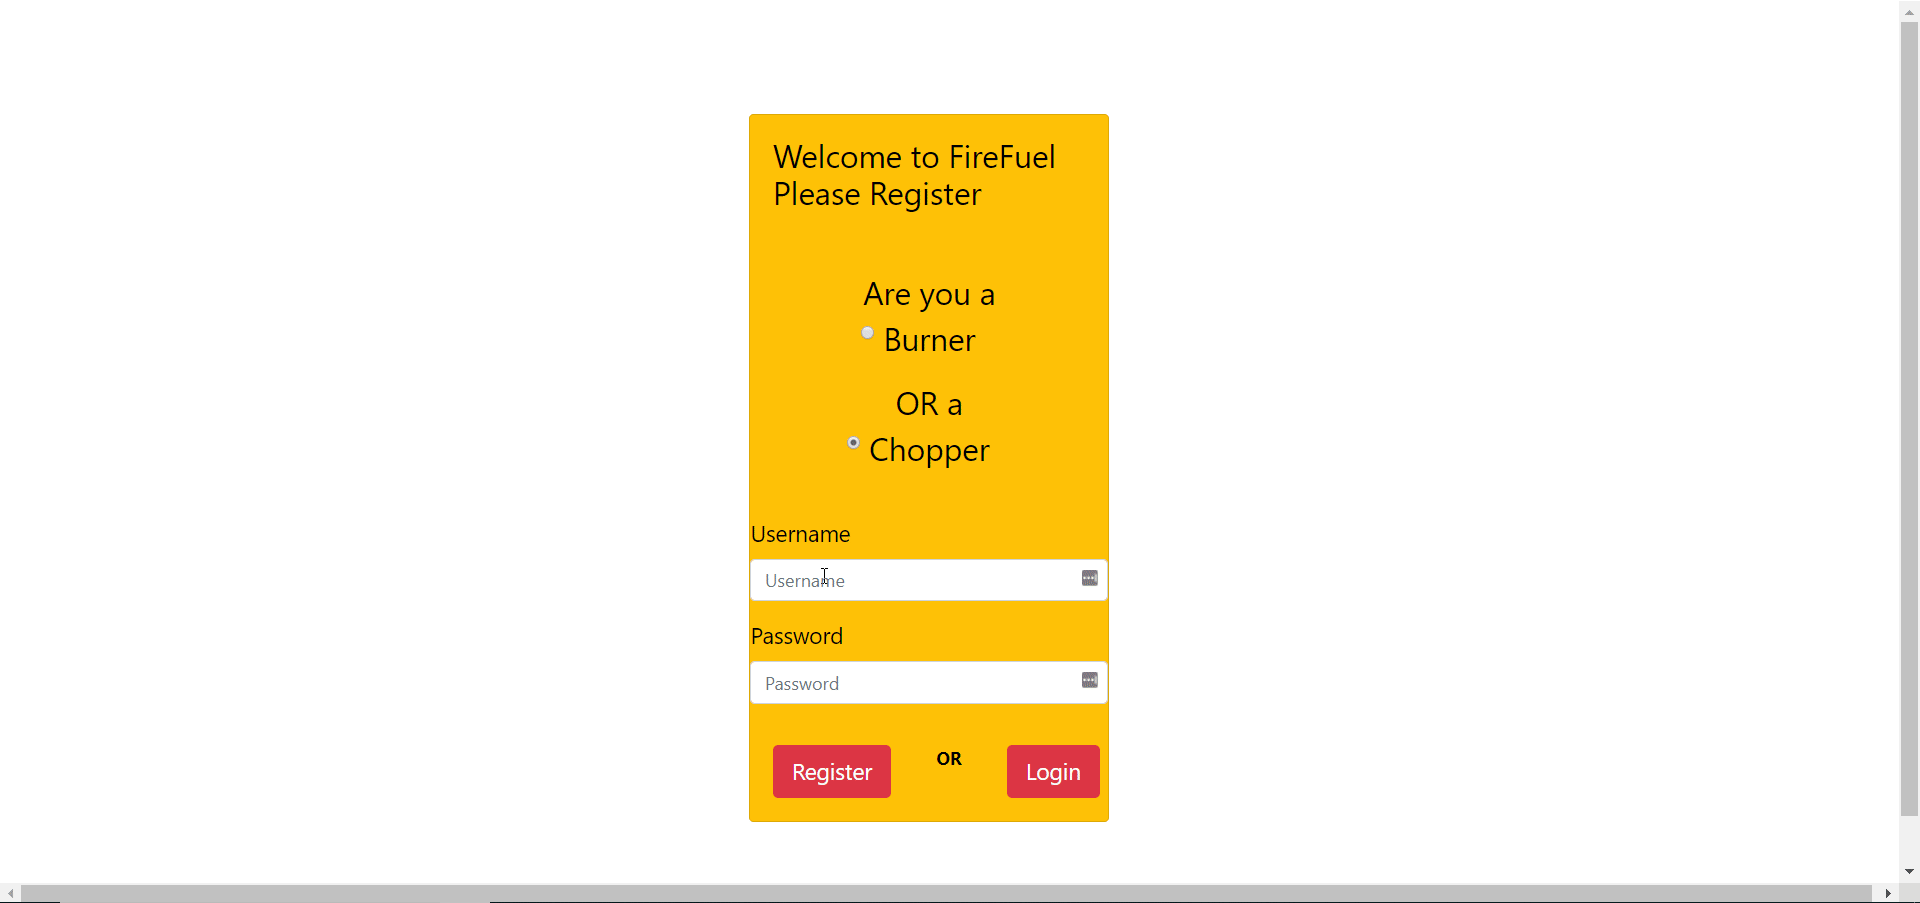 Welcome to FireFuel
Please Register
Are you a
Burner
OR a
Chopper
Username
Username
Password
Password
Register OR Login